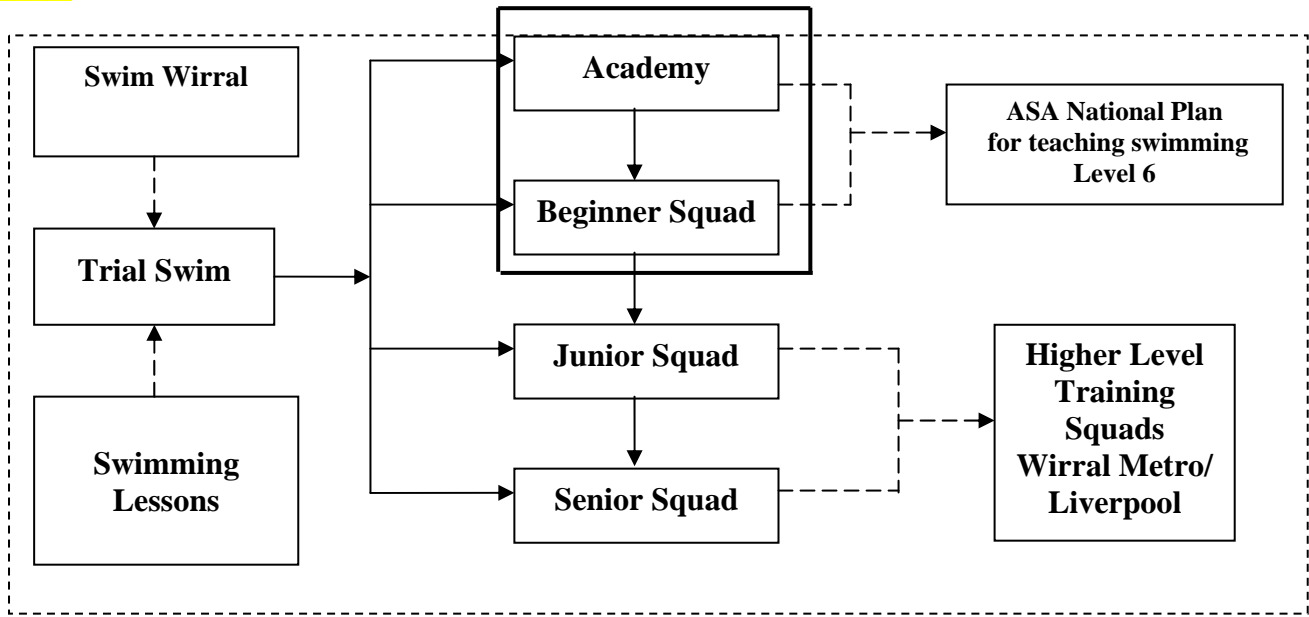 Swim Wirral
Trial Swim
Swimming
Lessons
Academy
Beginner Squad
Junior Squad
Senior Squad
ASA National Plan
for teaching swimming
Level 6
Higher Level
Training
Squads
Wirral Metro/
Liverpool